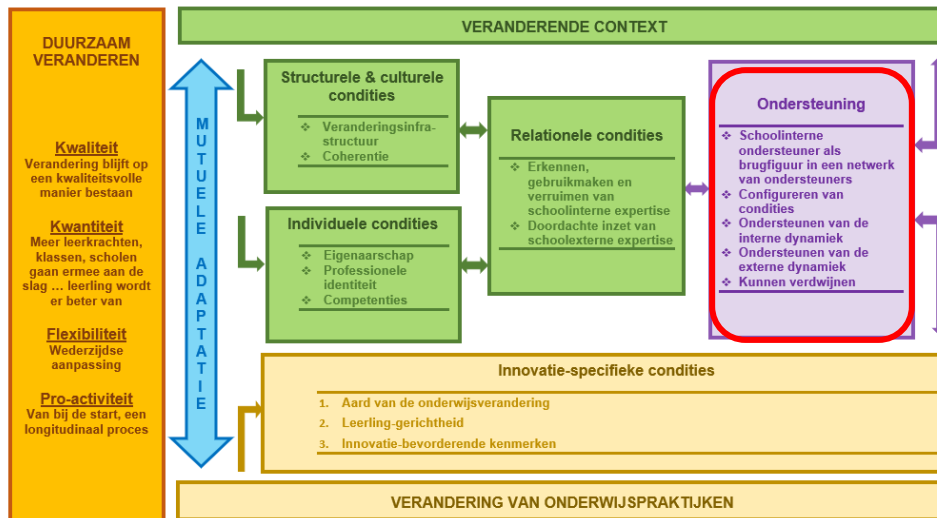 DUURZAAM
VERANDEREN
Kwaliteit
Verandering blijft op
een kwaliteitsvolle
manier bestaan
Kwantiteit
Meer leerkrachten,
klassen, scholen
gaan ermee aan de
slag ... leerling wordt
er beter van
Flexibiliteit
Wederzijdse
aanpassing
Pro-activiteit
Van bij de start, een
longitudinaal proces
MUTUELE ADAPTATIE
VERANDERENDE CONTEXT
Structurele & culturele
condities
❖ Veranderingsinfra-
structuur
❖ Coherentie
Individuele condities
❖ Eigenaarschap
❖ Professionele
identiteit
❖ Competenties
Relationele condities
❖ Erkennen,
gebruikmaken en
verruimen van
schoolinterne expertise
❖ Doordachte inzet van
schoolexterne expertise
Ondersteuning
❖ Schoolinterne
ondersteuner als
brugfiguur in een netwerk
van ondersteuners
❖ Configureren van
condities
❖ Ondersteunen van de
interne dynamiek
❖ Ondersteunen van de
externe dynamiek
❖ Kunnen verdwijnen
Innovatie-specifieke condities
1. Aard van de onderwijsverandering
2. Leerling-gerichtheid
3. Innovatie-bevorderende kenmerken
VERANDERING VAN ONDERWIJSPRAKTIJKEN